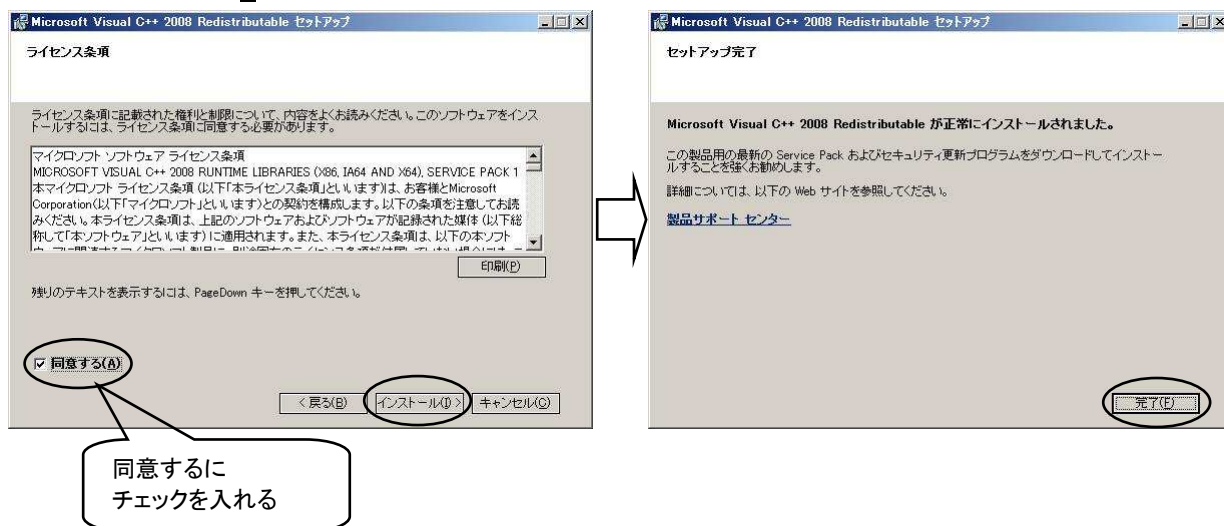 Microsoft Visual C++ 2008 Redistributable セットアップ
ライセンス条項
ライセンス条項に記載された権利と制限について、内容をよくお読みください。このソフトウェアをインス
トールするには、ライセンス条項に同意する必要があります。
マイクロソフト ソフトウェア ライセンス条項
MICROSOFT VISUAL C++ 2008 RUNTIME LIBRARIES (X86, IA64 AND X64), SERVICE PACK 1
本マイクロソフト ライセンス条項 (以下「本ライセンス条項」といいます)は、お客様とMicrosoft
Corporation(以下「マイクロソフト」といいます)との契約を構成します。以下の条項を注意してお読
みください。本ライセンス条項は、上記のソフトウェアおよびソフトウェアが記録された媒体 (以下総
称して「本ソフトウェア」といいます) に適用されます。また、本ライセンス条項は、以下の本ソフト
印刷(P)
残りのテキストを表示するには、PageDown キーを押してください。
同意する(A)
< 戻る(B)
インストール(I) >
キャンセル(C)
同意するに
チェックを入れる
Microsoft Visual C++ 2008 Redistributable セットアップ
セットアップ完了
Microsoft Visual C++ 2008 Redistributable が正常にインストールされました。
この製品用の最新の Service Pack およびセキュリティ更新プログラムをダウンロードしてインストー
ルすることを強くお勧めします。
詳細については、以下の Web サイトを参照してください。
製品サポート センター
完了(F)